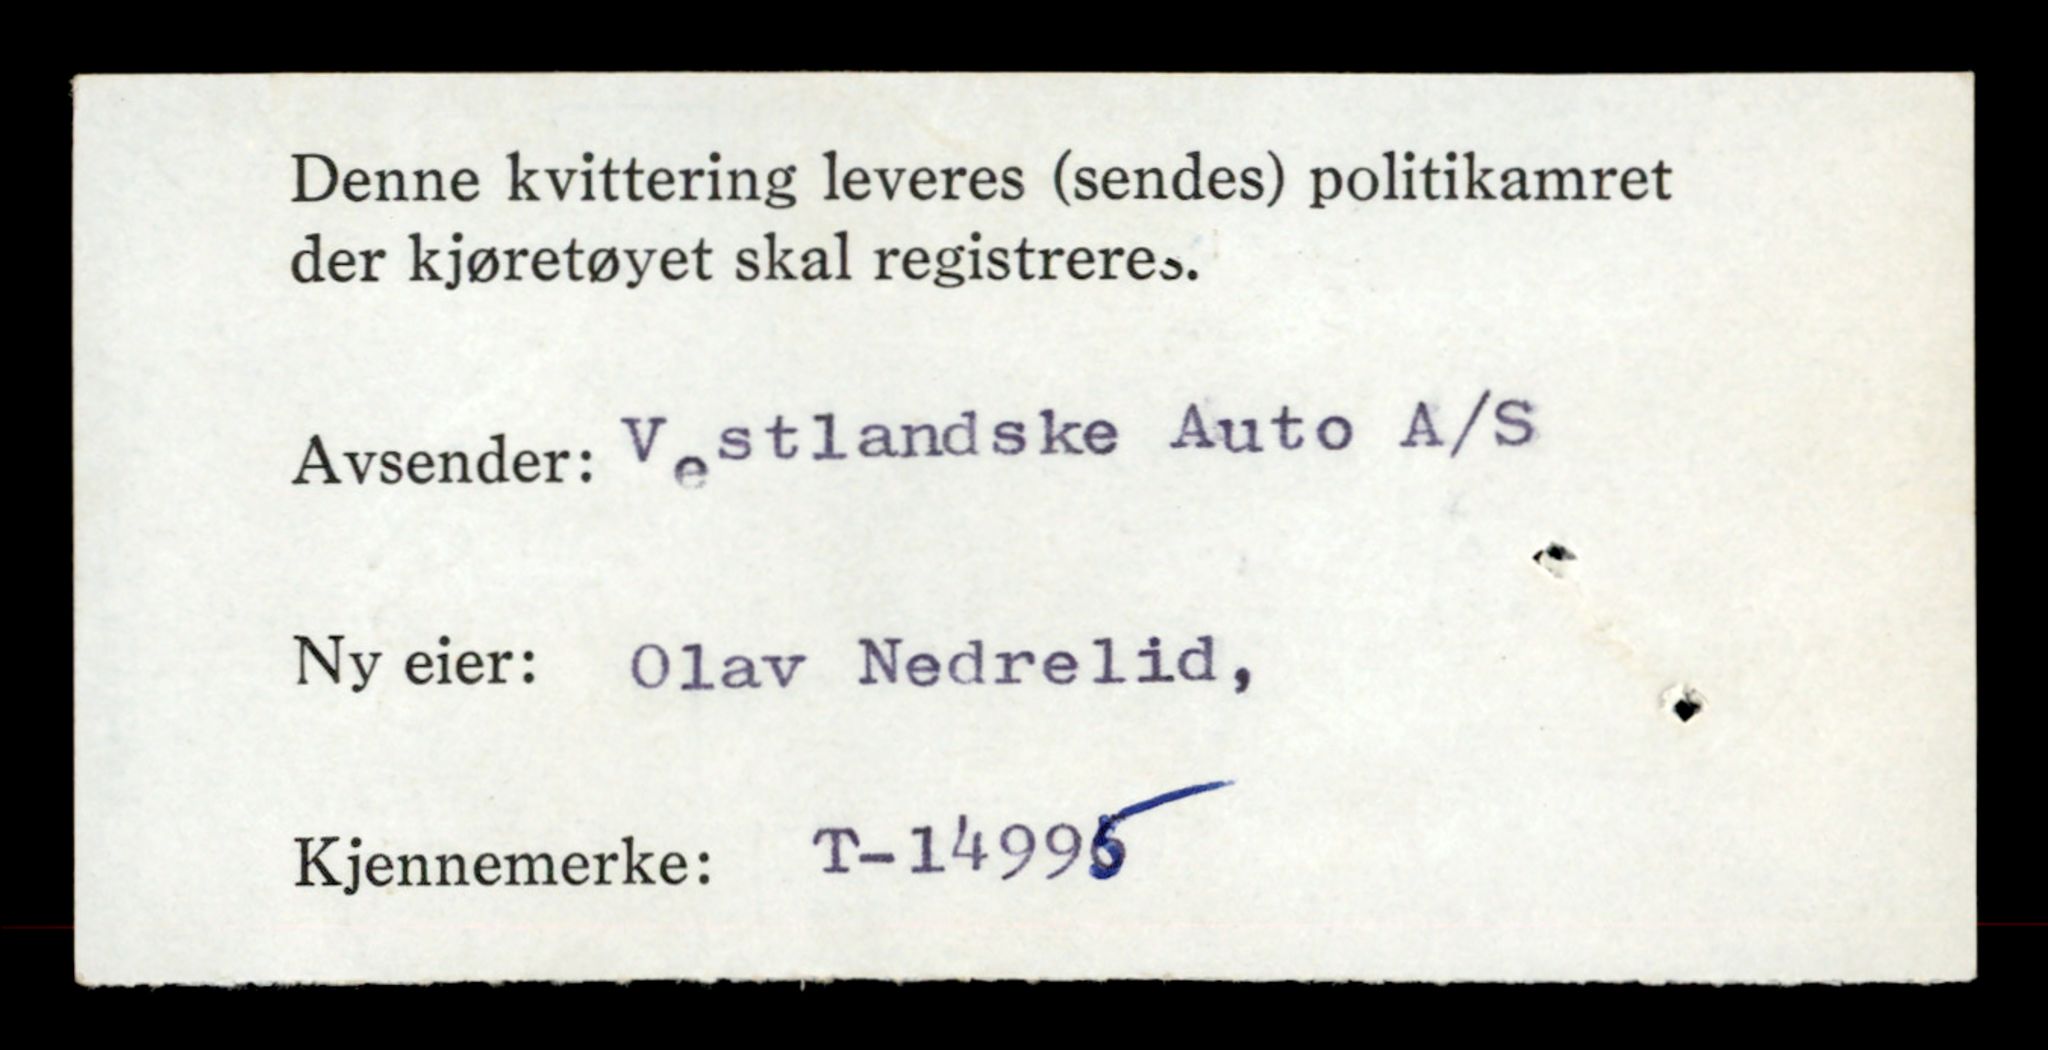 Denne kvittering leveres (sendes) politikamret
der kjøretøyet skal registreres.
Avsender: Vestlandske Auto A/S
Ny eier: Olav Nedrelid,
Kjennemerke: T-14995